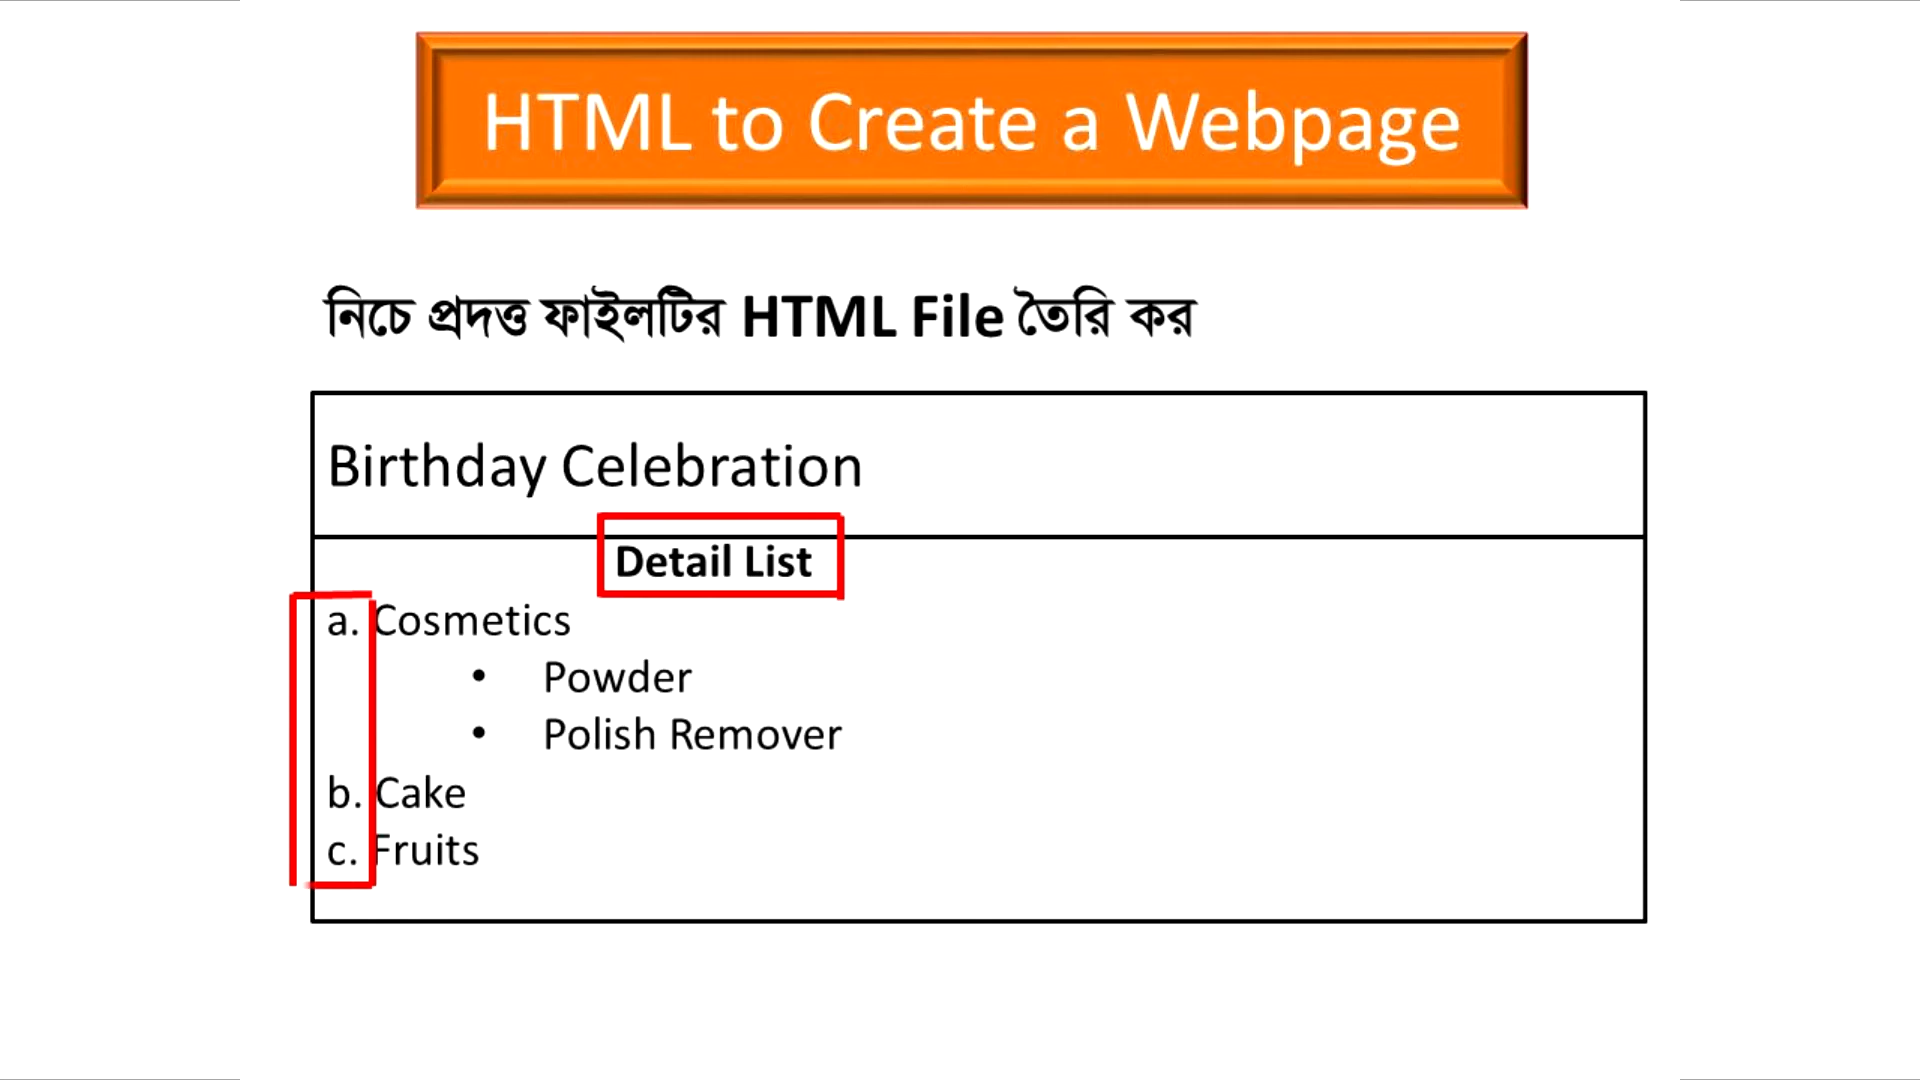 HTML to Create a Webpage
নিচে প্রদত্ত ফাইলটির HTML File তৈরি কর
Birthday Celebration
Detail List
a. Cosmetics
• Powder
• Polish Remover
b. Cake
c. Fruits